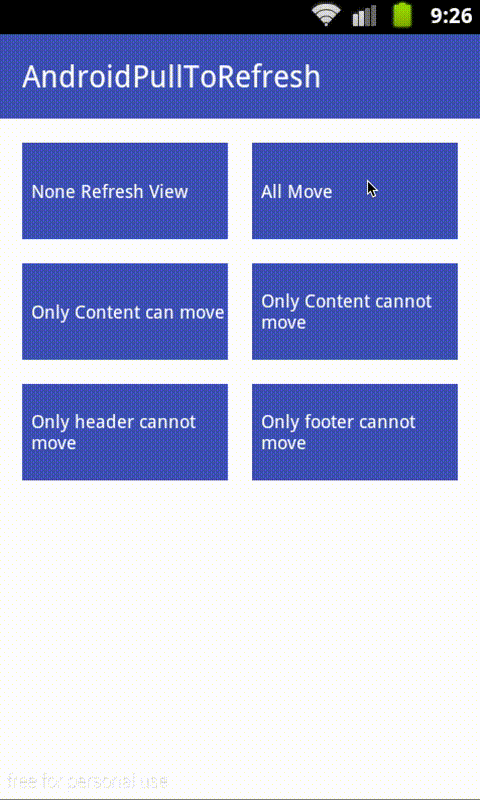 9:26
AndroidPullToRefresh
None Refresh View
All Move
Only Content can move
Only Content cannot
move
Only header cannot
move
Only footer cannot
move
free for personal use